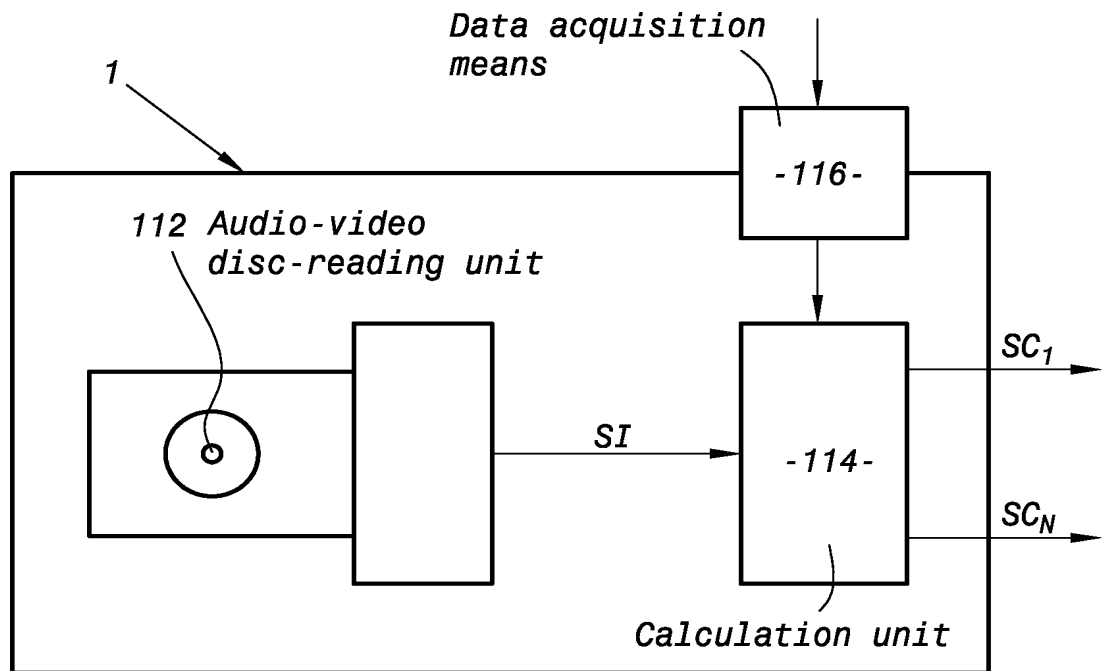 Data acquisition
means
1
-116-
112 Audio-video
disc-reading unit
SC1
SI
-114-
SCN
Calculation unit